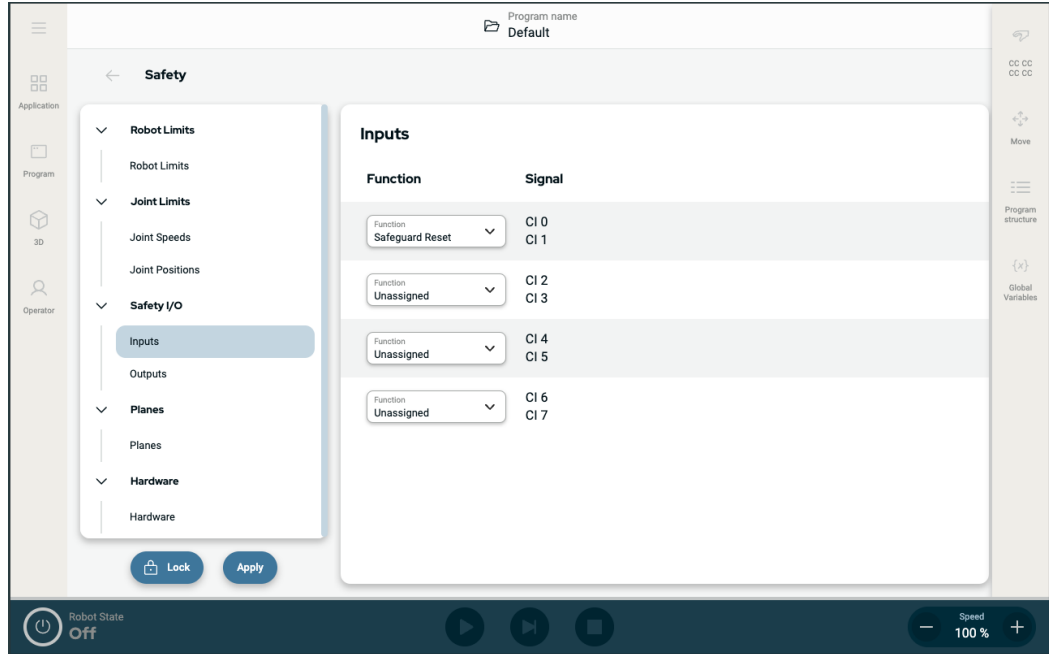 Program name
Default
Application
Program
3D
Operator
Safety
Robot Limits
Robot Limits
Joint Limits
Joint Speeds
Joint Positions
Safety I/O
Inputs
Outputs
Planes
Planes
Hardware
Hardware
Lock
Apply
Inputs
Function Signal
Function
Safeguard Reset
CI 0
CI 1
Function
Unassigned
CI 2
CI 3
Function
Unassigned
CI 4
CI 5
Function
Unassigned
CI 6
CI 7
CC CC
CC CC
Move
Program
structure
{x}
Global
Variables
Robot State
Off
Speed
100 %